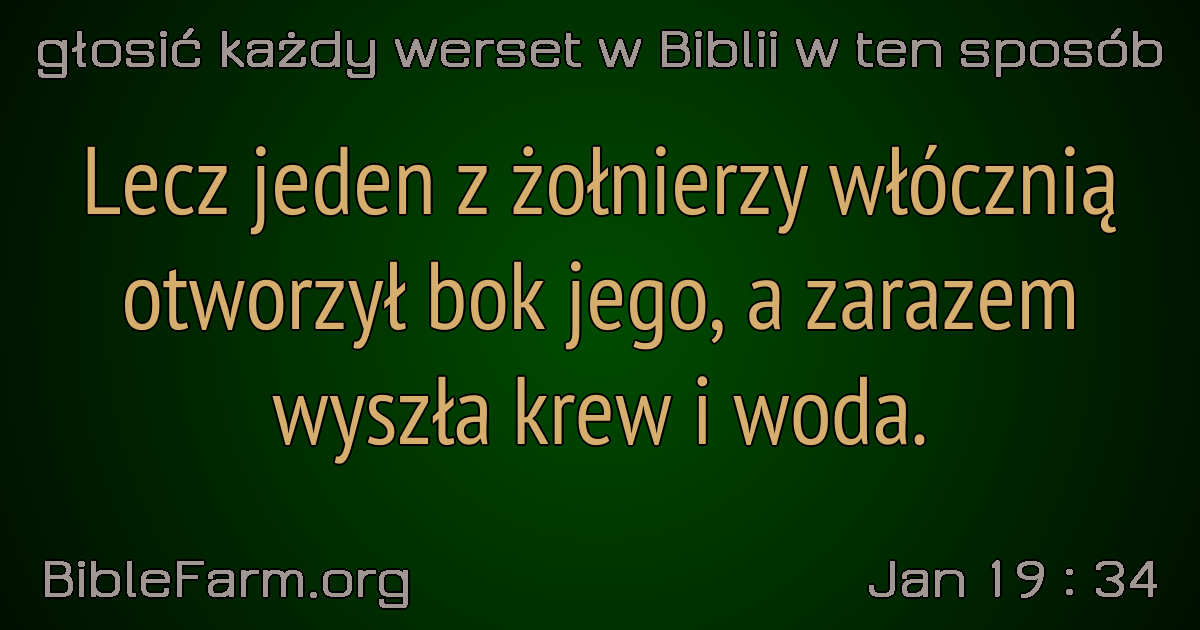 głosić każdy werset w Biblii w ten sposób
Lecz jeden z żołnierzy włócznią
otworzył bok jego, a zarazem
wyszła krew i woda.
BibleFarm.org
Jan 19 : 34